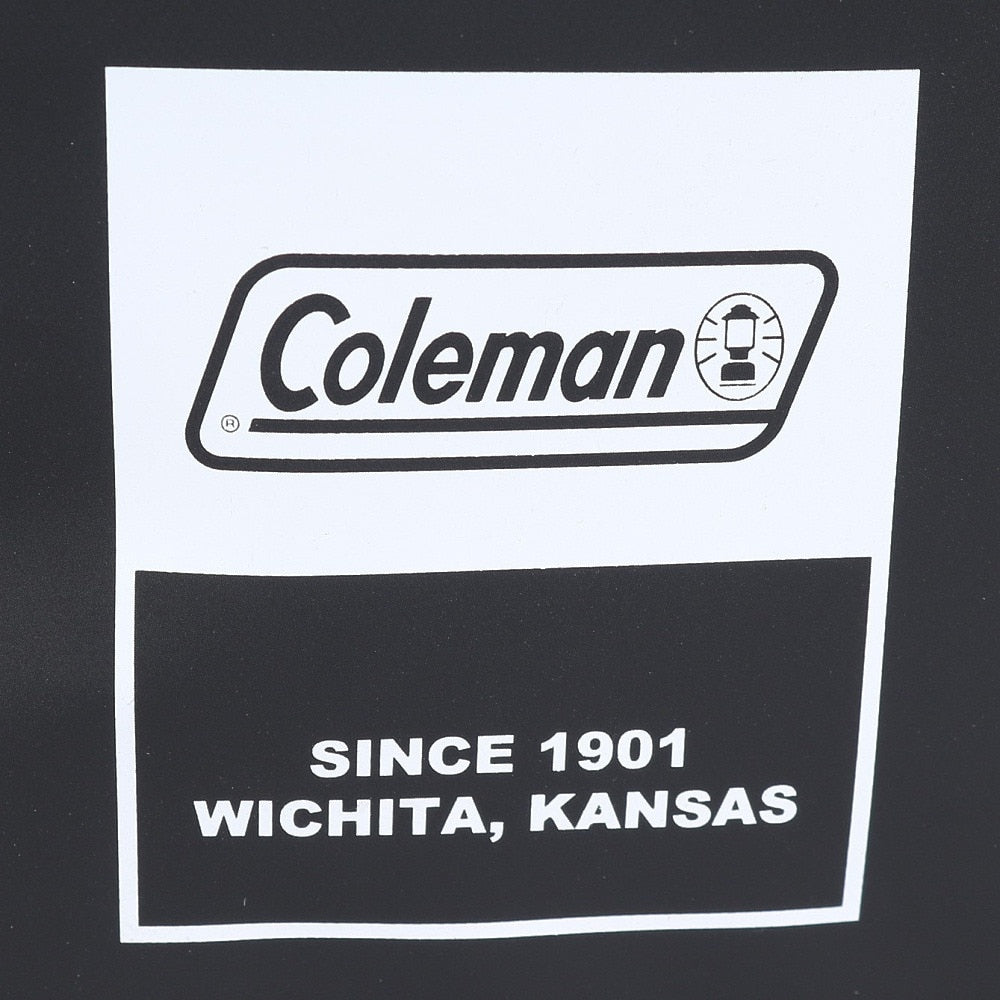 Coleman
®
SINCE 1901
WICHITA, KANSAS